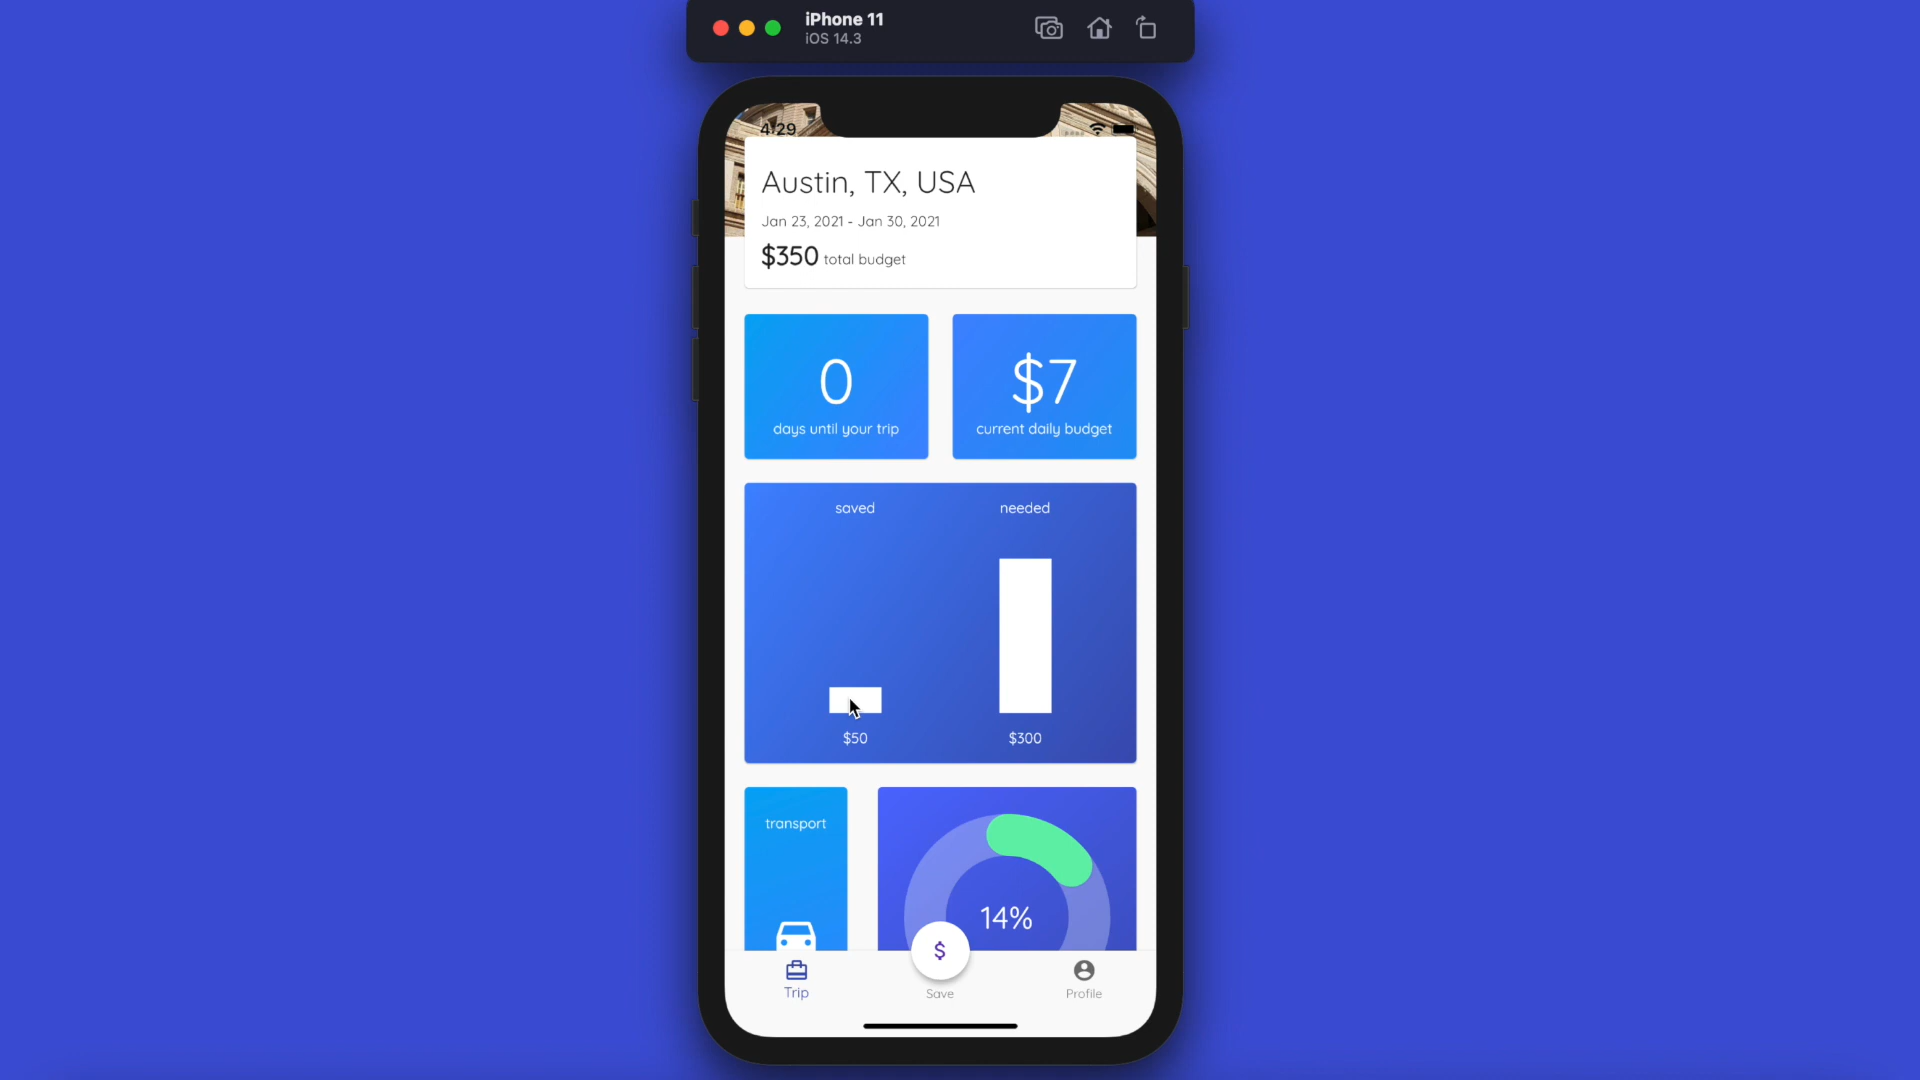 iPhone 11
iOS 14.3
4:29
Austin, TX, USA
Jan 23, 2021 - Jan 30, 2021
$350 total budget
0
days until your trip
$7
current daily budget
saved
needed
$50
$300
transport
14%
$
Trip
Save
Profile